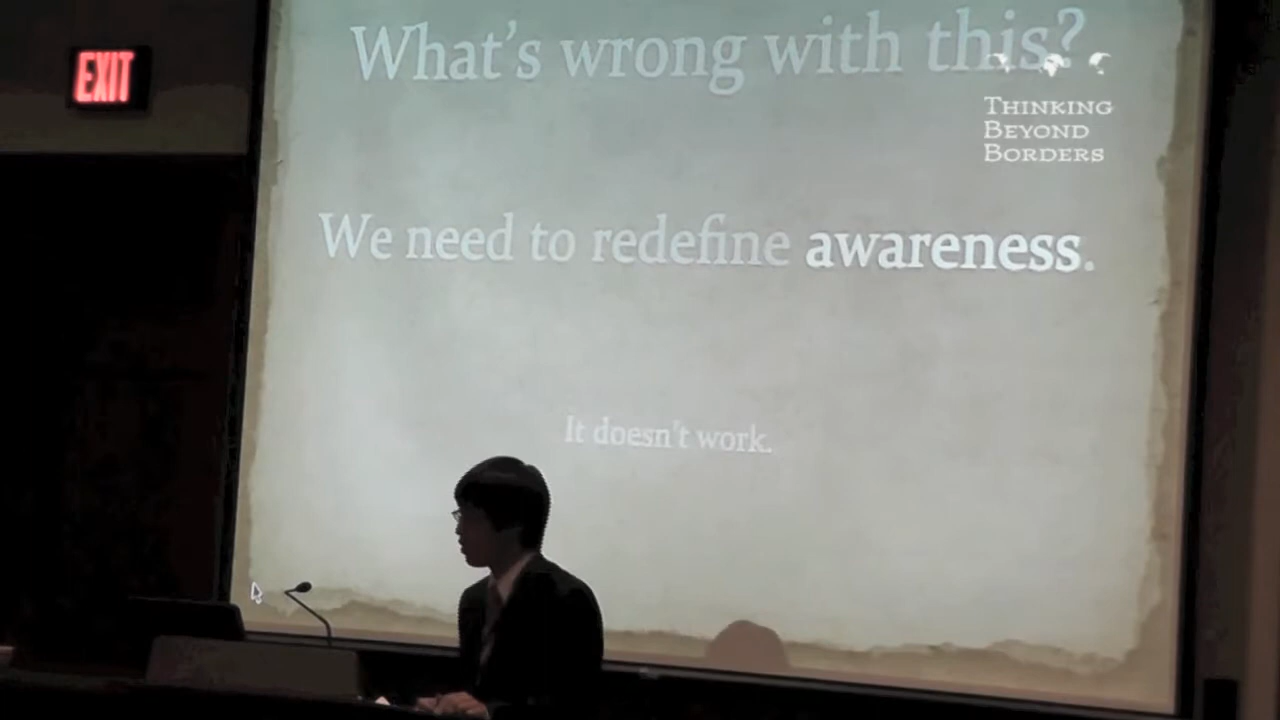 EXIT
What's wrong with this?
THINKING
BEYOND
BORDERS
We need to redefine awareness.
It doesn't work.